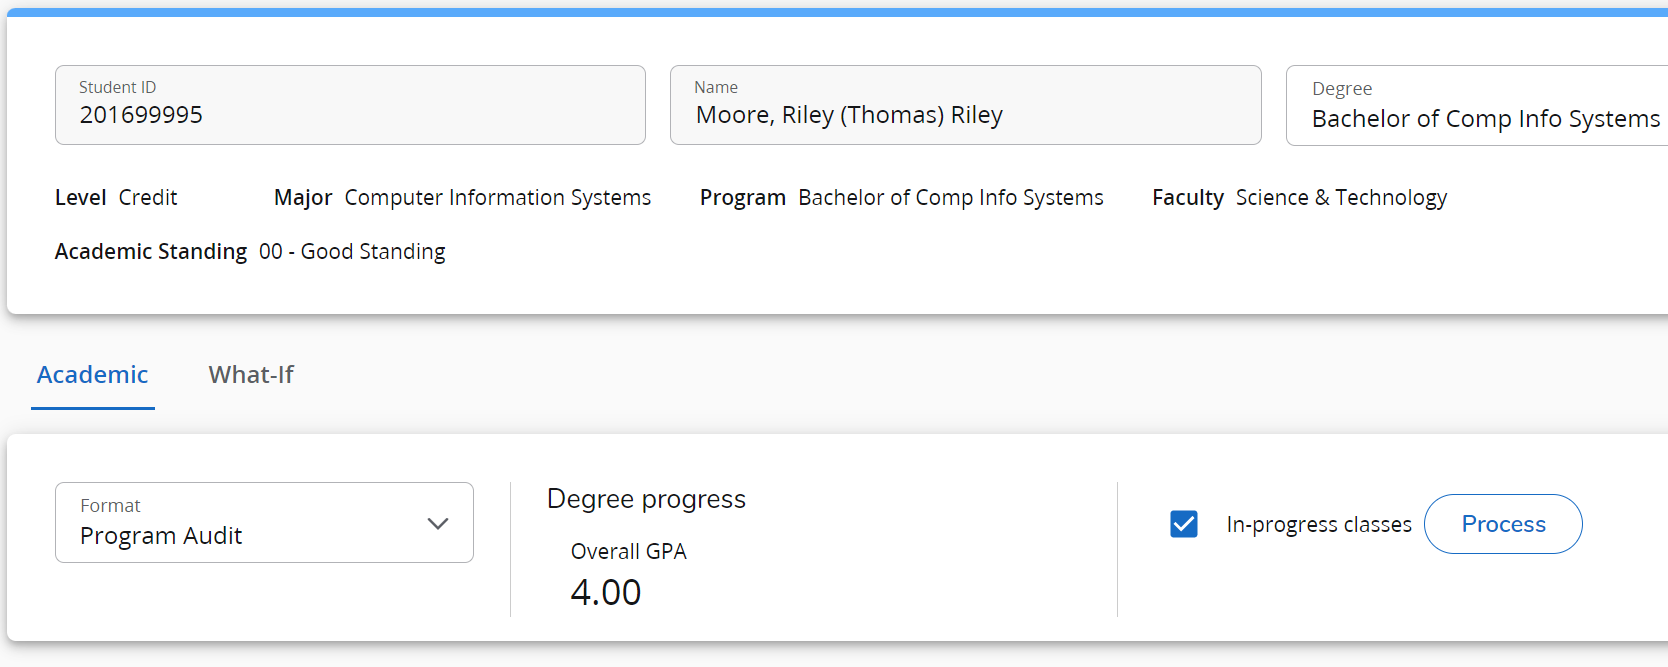 Student ID
201699995
Name
Moore, Riley (Thomas) Riley
Degree
Bachelor of Comp Info Systems
Level Credit
Major Computer Information Systems
Program Bachelor of Comp Info Systems
Faculty Science & Technology
Academic Standing 00 - Good Standing
Academic
What-If
Format
Program Audit
Degree progress
Overall GPA
4.00
In-progress classes
Process